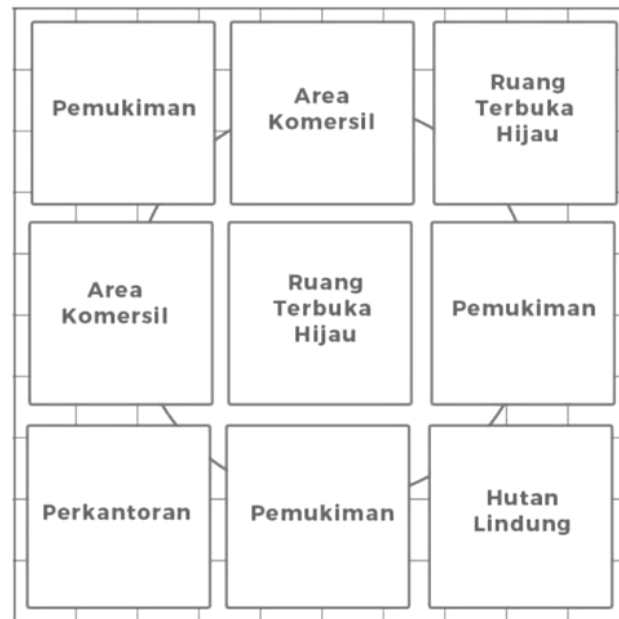 Pemukiman
Area
Komersil
Ruang
Terbuka
Hijau
Area
Komersil
Ruang
Terbuka
Hijau
Pemukiman
Perkantoran
Pemukiman
Hutan
Lindung